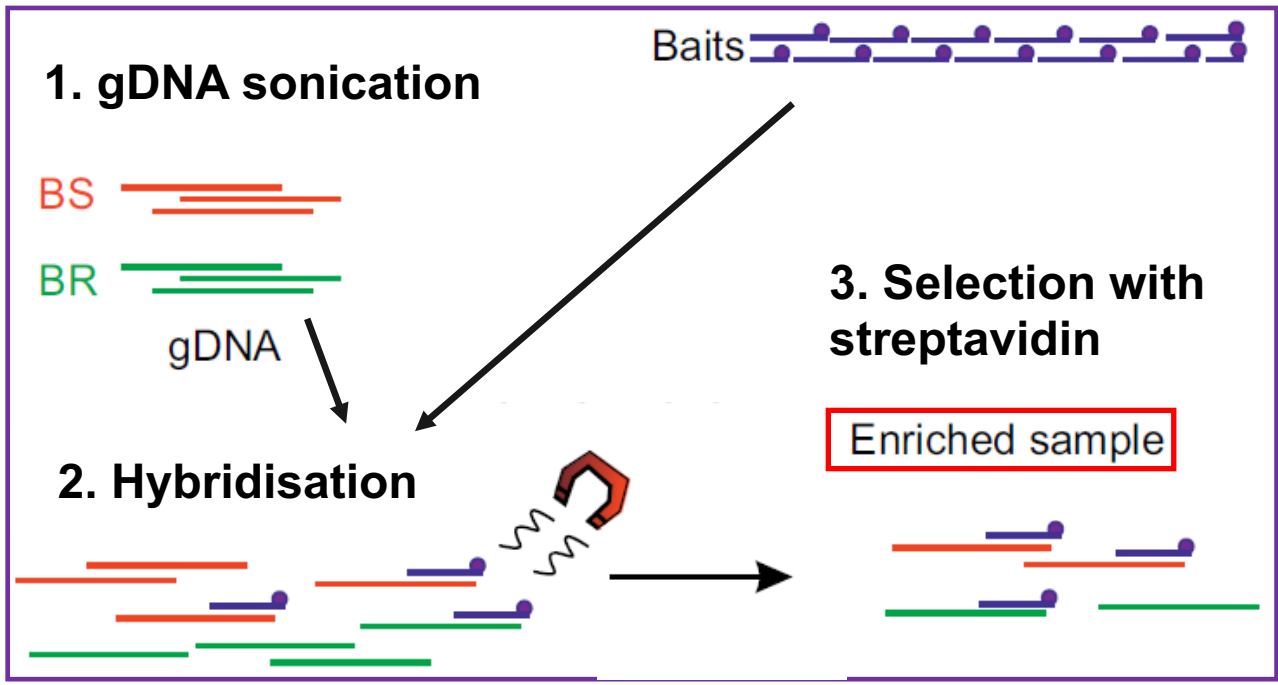 Baits
1. gDNA sonication
BS
BR
gDNA
3. Selection with
streptavidin
Enriched sample
2. Hybridisation